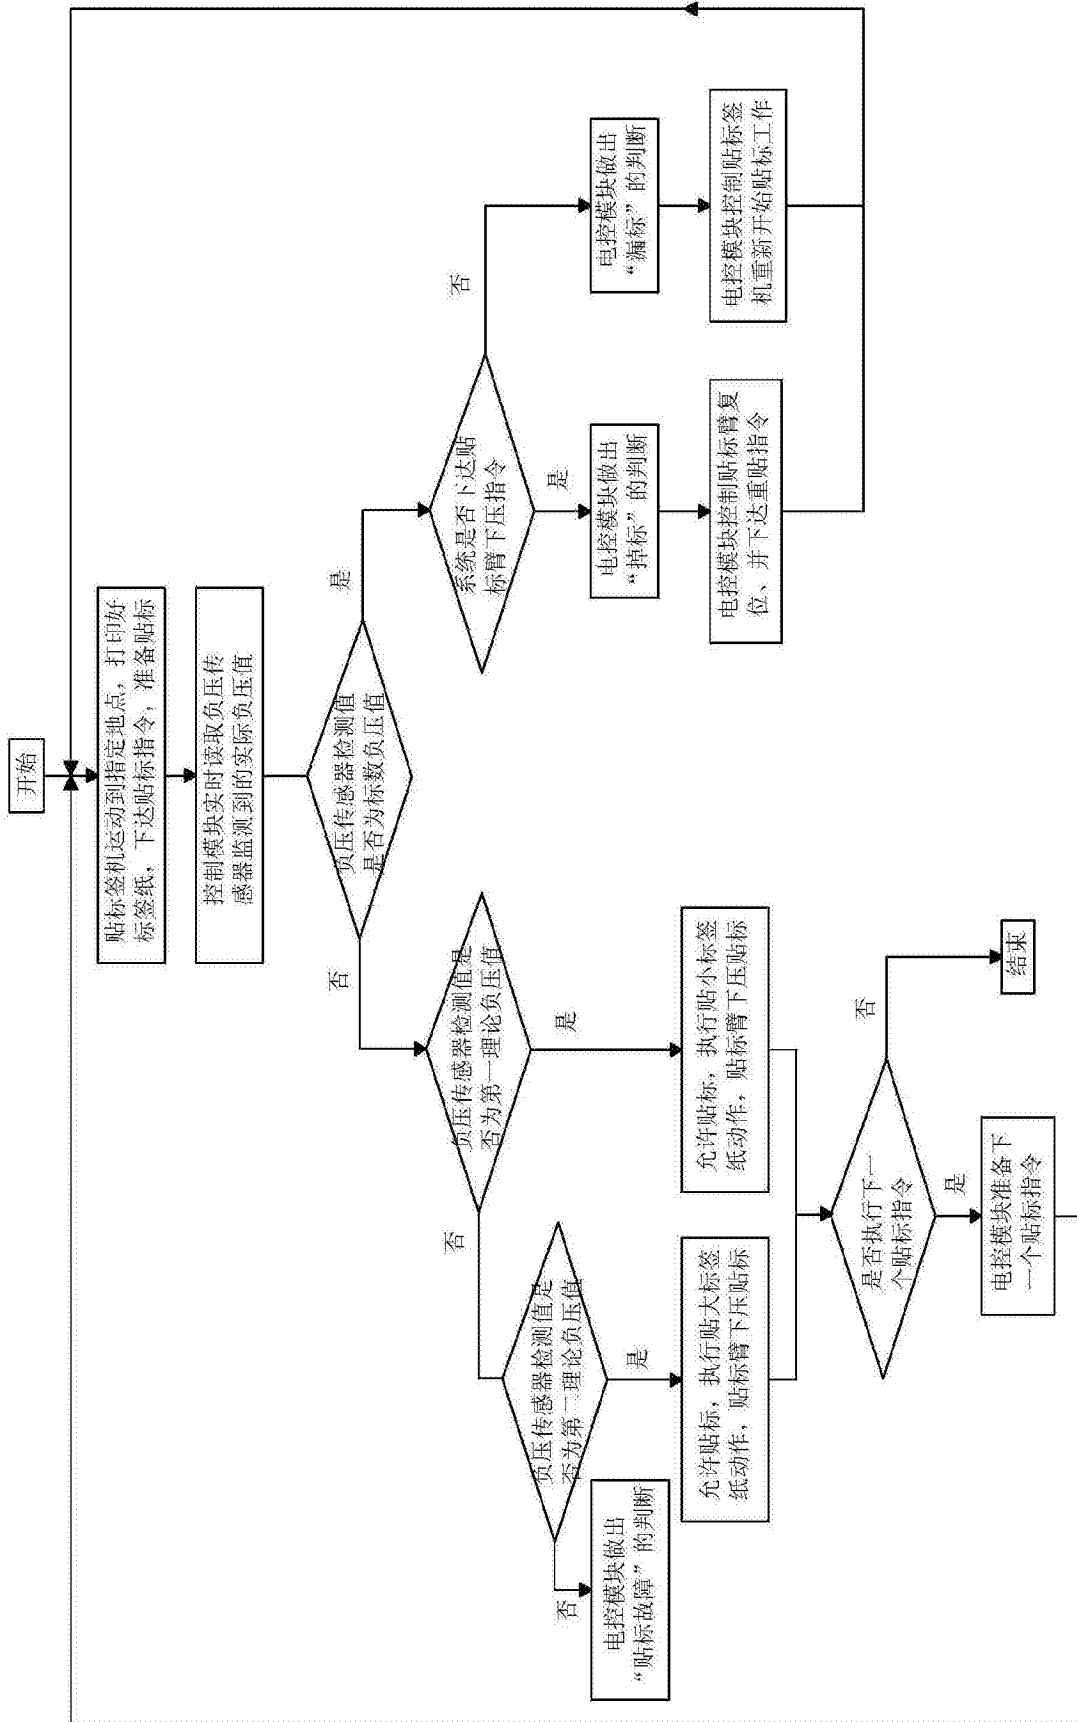 开始
贴标签机运动到指定地点，打印好
标签纸，下达贴标指令，准备贴标
控制模块实时读取负压传
感器监测到的实际负压值
负压传感器检测值
是否为标数负压值
否
是
负压传感器检测值是
否为第一理论负压值
系统是否下达贴
标臂下压指令
否
是
是
否
负压传感器检测值是
否为第二理论负压值
否
是
电控模块做出
“贴标故障”的判断
电控模块做出
“掉标”的判断
电控模块做出
“漏标”的判断
允许贴标，执行贴大标签
纸动作，贴标臂下压贴标
允许贴标，执行贴小标签
纸动作，贴标臂下压贴标
电控模块控制贴标臂复
位、并下达重贴指令
电控模块控制贴标签
机重新开始贴标工作
是否执行下一
个贴标指令
是
否
电控模块准备下
一个贴标指令
结束